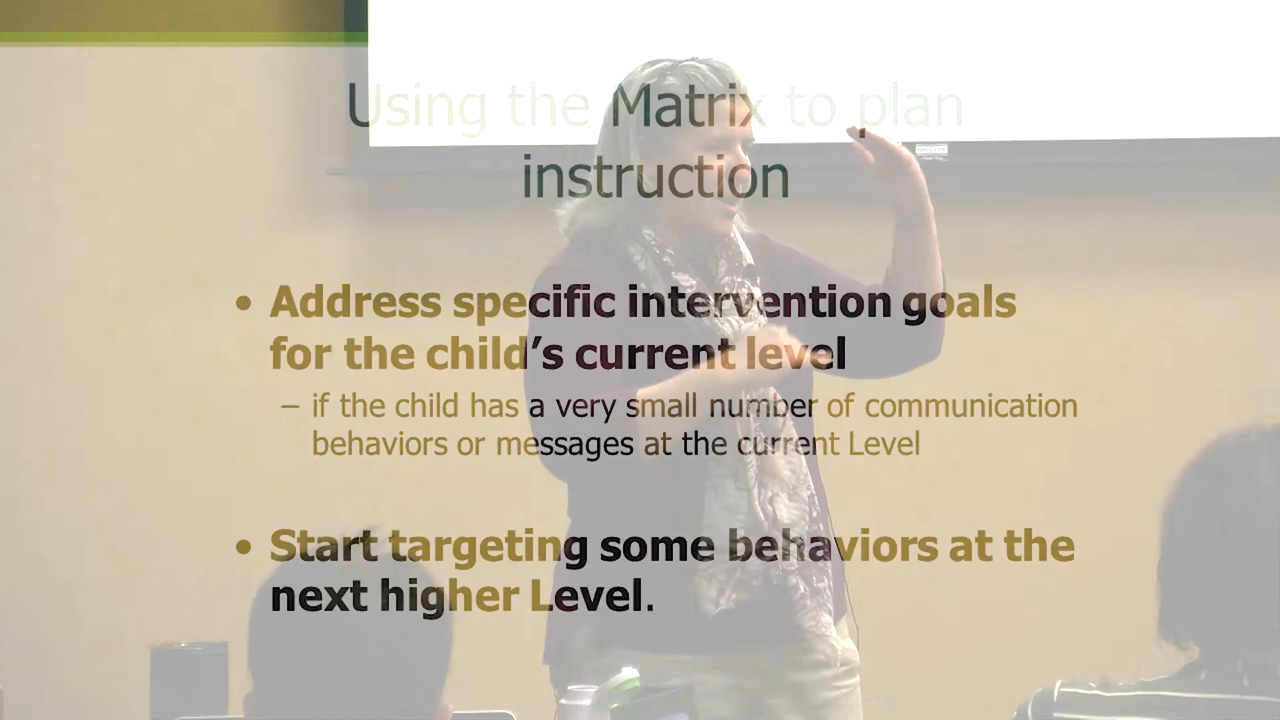 Using the Matrix to plan
instruction
• Address specific intervention goals
for the child’s current level
– if the child has a very small number of communication
behaviors or messages at the current Level
• Start targeting some behaviors at the
next higher Level.